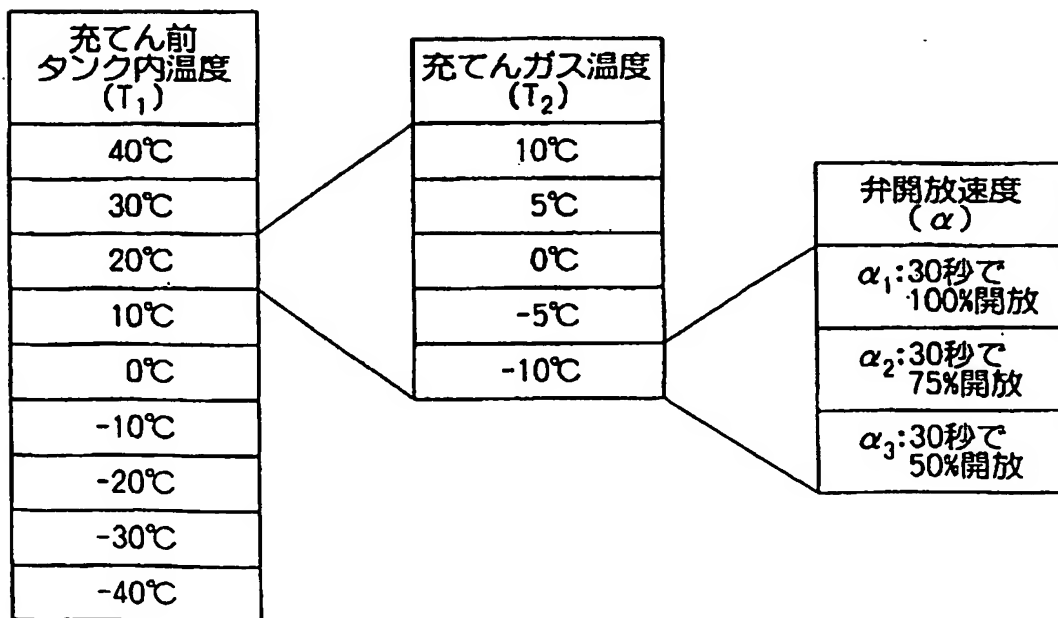 充てん前
タンク内温度
(T₁)
40℃
30℃
20℃
10℃
0℃
-10℃
-20℃
-30℃
-40℃
充てんガス温度
(T₂)
10℃
5℃
0℃
-5℃
-10℃
弁開放速度
(α)
α₁:30秒で
100%開放
α₂:30秒で
75%開放
α₃:30秒で
50%開放